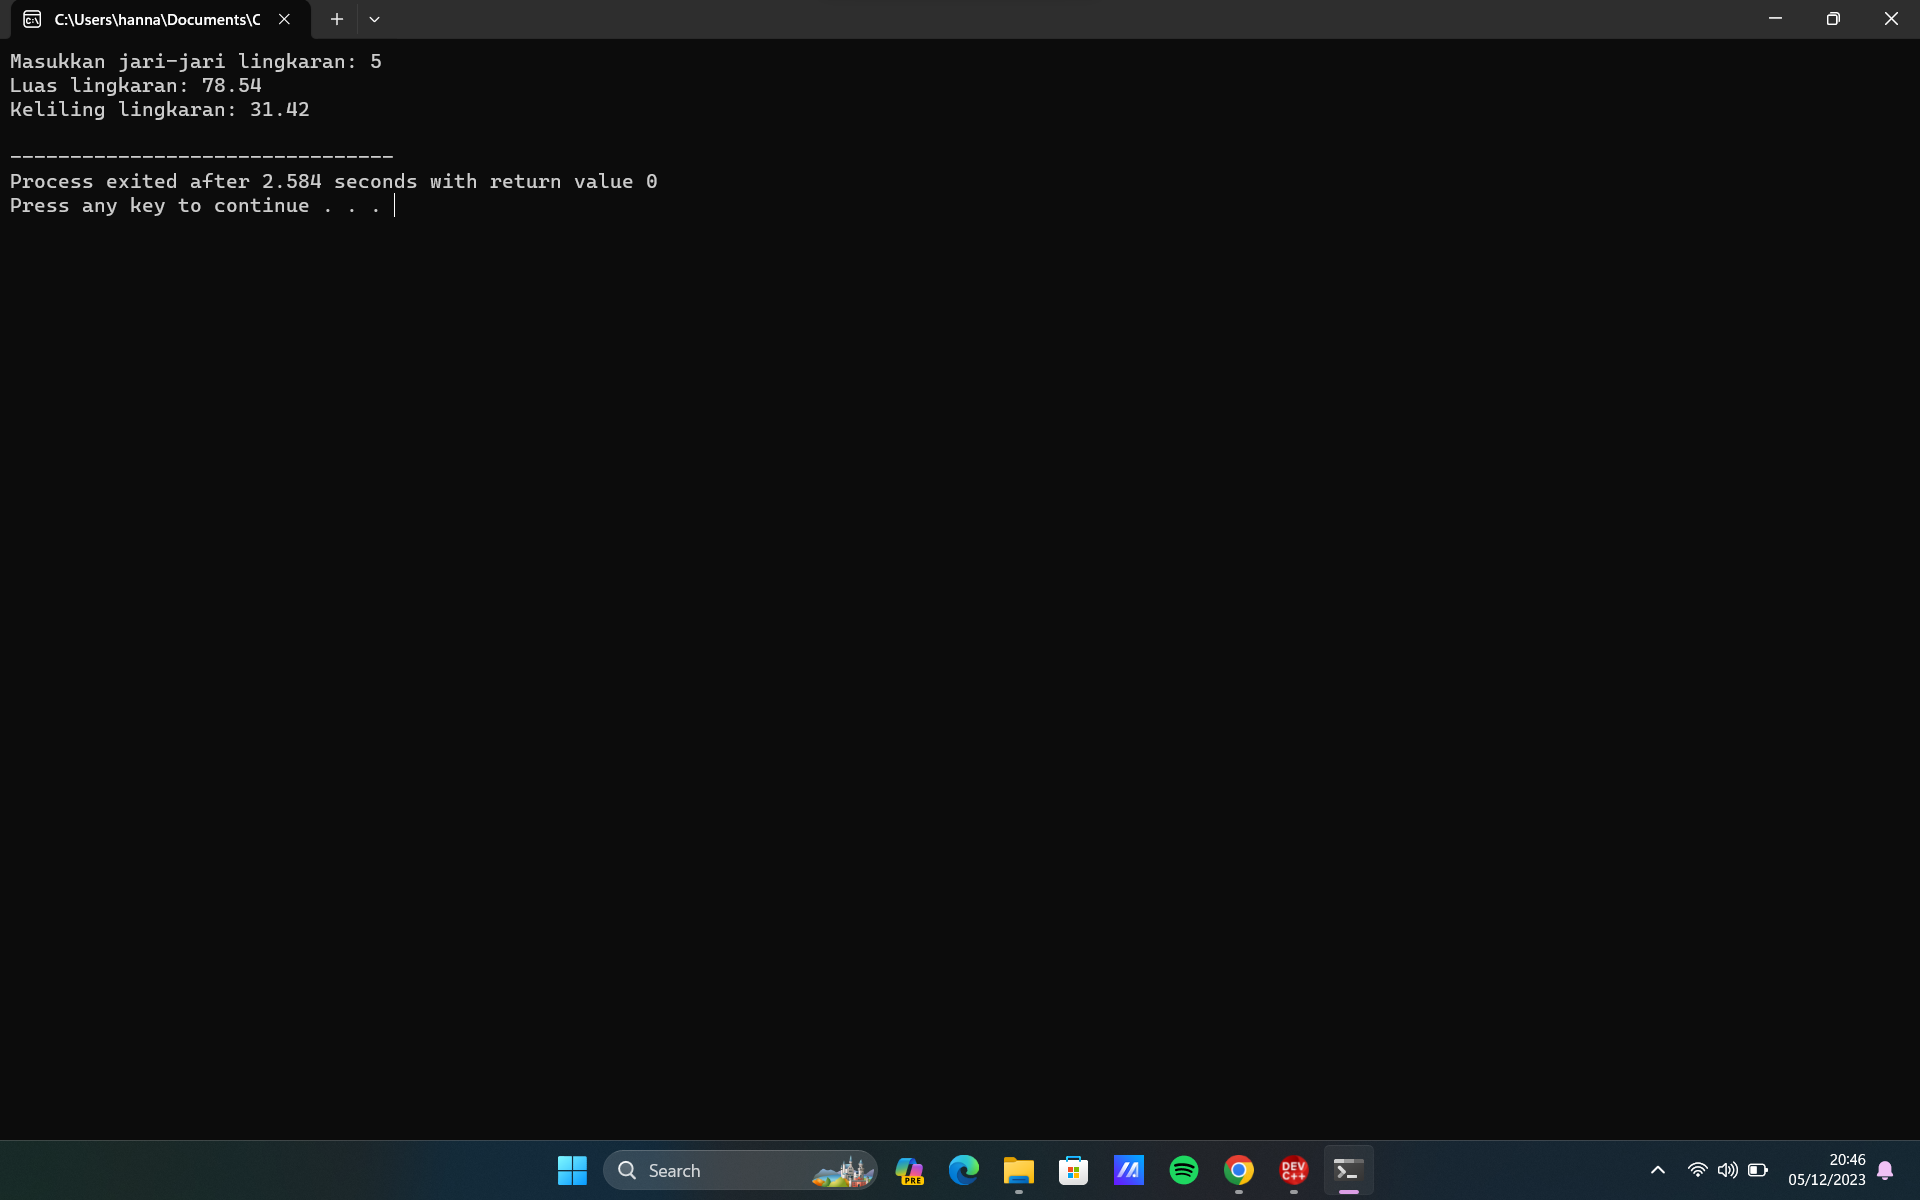 C:\Users\hanna\Documents\C
Masukkan jari-jari lingkaran: 5
Luas lingkaran: 78.54
Keliling lingkaran: 31.42
--------------------------------
Process exited after 2.584 seconds with return value 0
Press any key to continue . . .
Search
PRE
DEV
C++
20:46
05/12/2023